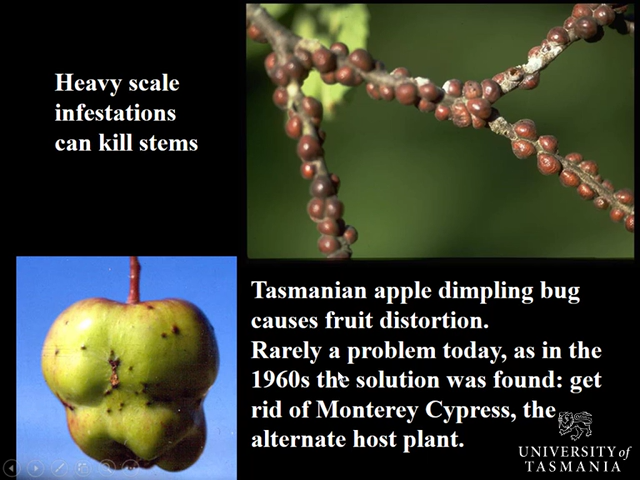 Heavy scale
infestations
can kill stems
Tasmanian apple dimpling bug
causes fruit distortion.
Rarely a problem today, as in the
1960s the solution was found: get
rid of Monterey Cypress, the
alternate host plant.
UNIVERSITY of
TASMANIA